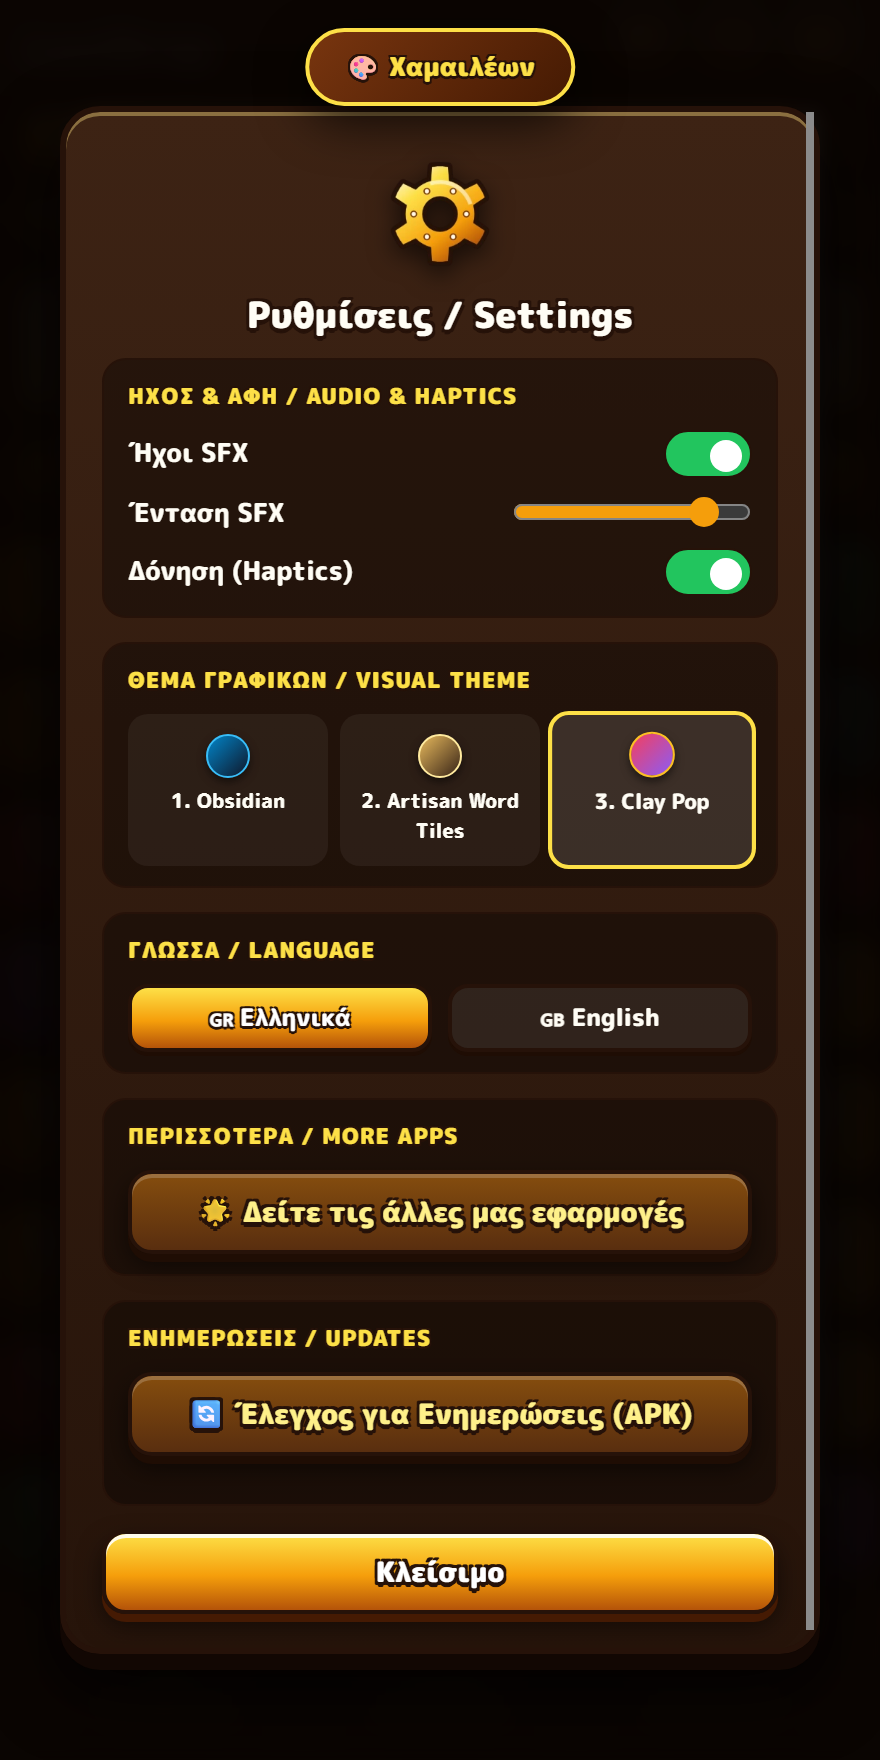 Χαμαιλέων
Ρυθμίσεις / Settings
ΗΧΟΣ & ΑΦΗ / AUDIO & HAPTICS
Ήχοι SFX
Ένταση SFX
Δόνηση (Haptics)
ΘΕΜΑ ΓΡΑΦΙΚΩΝ / VISUAL THEME
1. Obsidian
2. Artisan Word
Tiles
3. Clay Pop
ΓΛΩΣΣΑ / LANGUAGE
GR Ελληνικά
GB English
ΠΕΡΙΣΣΟΤΕΡΑ / MORE APPS
Δείτε τις άλλες μας εφαρμογές
ΕΝΗΜΕΡΩΣΕΙΣ / UPDATES
Έλεγχος για Ενημερώσεις (APK)
Κλείσιμο